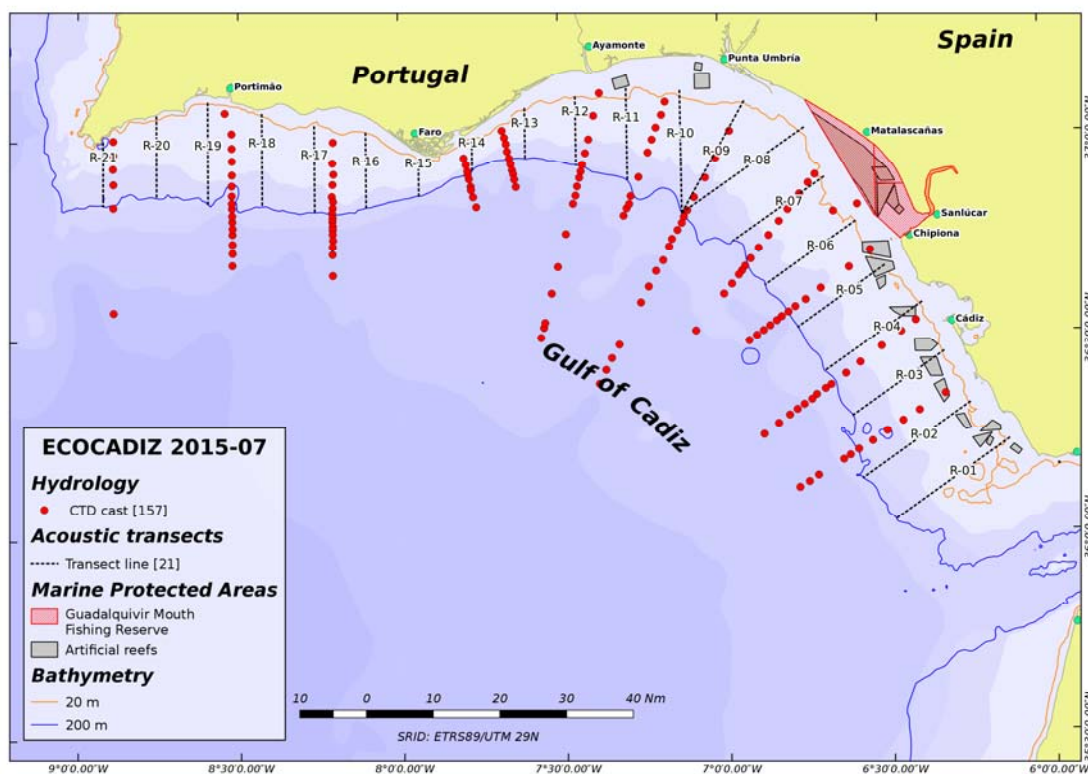 Spain
Portugal
Ayamonte
Punta Umbría
Portimão
Faro
Matalascañas
Sanlúcar
Chipiona
Cádiz
R-21
R-20
R-19
R-18
R-17
R-16
R-15
R-14
R-13
R-12
R-11
R-10
R-09
R-08
R-07
R-06
R-05
R-04
R-03
R-02
R-01
Gulf of Cadiz
ECOCADIZ 2015-07
Hydrology
CTD cast [157]
Acoustic transects
Transect line [21]
Marine Protected Areas
Guadalquivir Mouth
Fishing Reserve
Artificial reefs
Bathymetry
20 m
200 m
10 0 10 20 30 40 Nm
SRID: ETRS89/UTM 29N
9°0'0.00"W
8°30'0.00"W
8°0'0.00"W
7°30'0.00"W
7°0'0.00"W
6°30'0.00"W
6°0'0.00"W